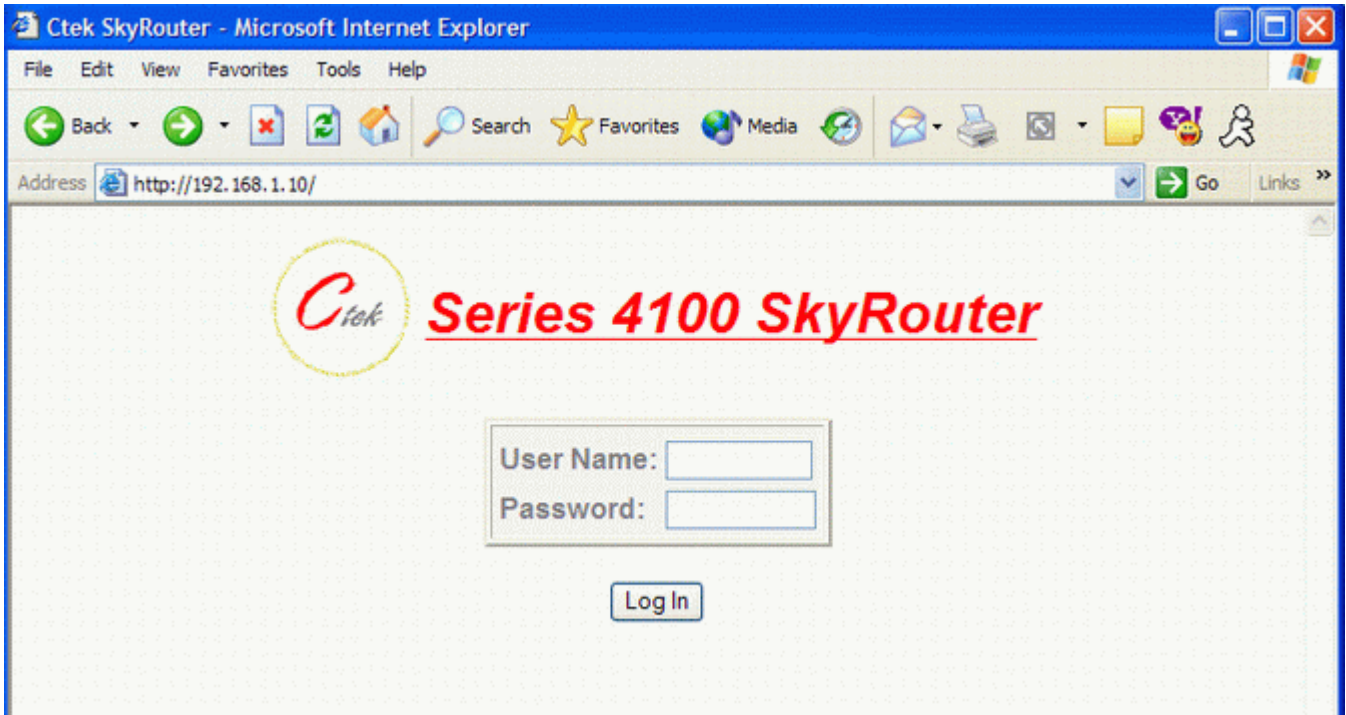 Ctek SkyRouter - Microsoft Internet Explorer
File Edit View Favorites Tools Help
Back Search Favorites Media
Address http://192.168.1.10/ Go Links »
Ctek Series 4100 SkyRouter
User Name:
Password:
Log In